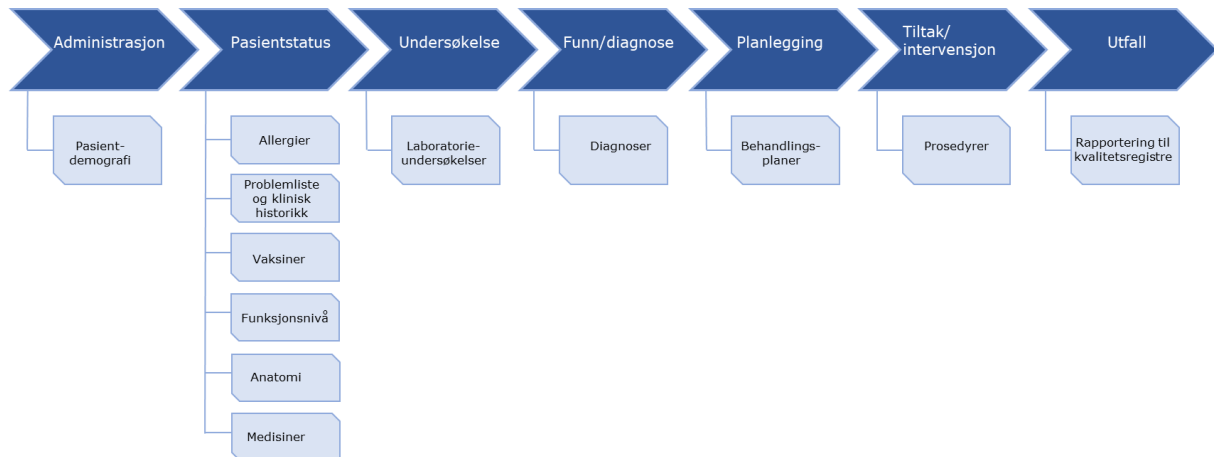 Administrasjon
Pasientstatus
Undersøkelse
Funn/diagnose
Planlegging
Tiltak/
intervensjon
Utfall
Pasient-
demografi
Allergier
Problemliste
og klinisk
historikk
Vaksiner
Funksjonsnivå
Anatomi
Medisiner
Laboratorie-
undersøkelser
Diagnoser
Behandlings-
planer
Prosedyrer
Rapportering til
kvalitetsregistre